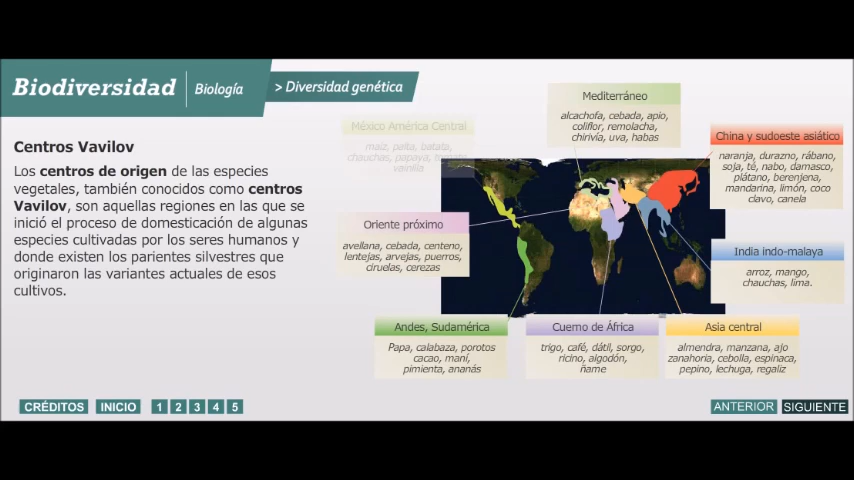 Biodiversidad
Biología
> Diversidad genética
Centros Vavilov
Los centros de origen de las especies
vegetales, también conocidos como centros
Vavilov, son aquellas regiones en las que se
inició el proceso de domesticación de algunas
especies cultivadas por los seres humanos y
donde existen los parientes silvestres que
originaron las variantes actuales de esos
cultivos.
México América Central
maíz, palta, batata,
chauchas, papaya, tomate
vainilla
Mediterráneo
alcachofa, cebada, apio,
coliflor, remolacha,
chirivía, uva, habas
China y sudoeste asiático
naranja, durazno, rábano,
soja, té, nabo, damasco,
plátano, berenjena,
mandarina, limón, coco
clavo, canela
Oriente próximo
avellana, cebada, centero,
lentejas, arvejas, puerros,
ciruelas, cerezas
India indo-malaya
arroz, mango,
chauchas, lima.
Andes, Sudamérica
Papa, calabaza, porotos
cacao, maní,
pimienta, ananás
Cuerno de África
trigo, café, dátil, sorgo,
ricino, algodón,
ñame
Asia central
almendra, manzana, ajo
zanahoria, cebolla, espinaca,
pepino, lechuga, regaliz
CRÉDITOS INICIO 1 2 3 4 5
ANTERIOR SIGUIENTE